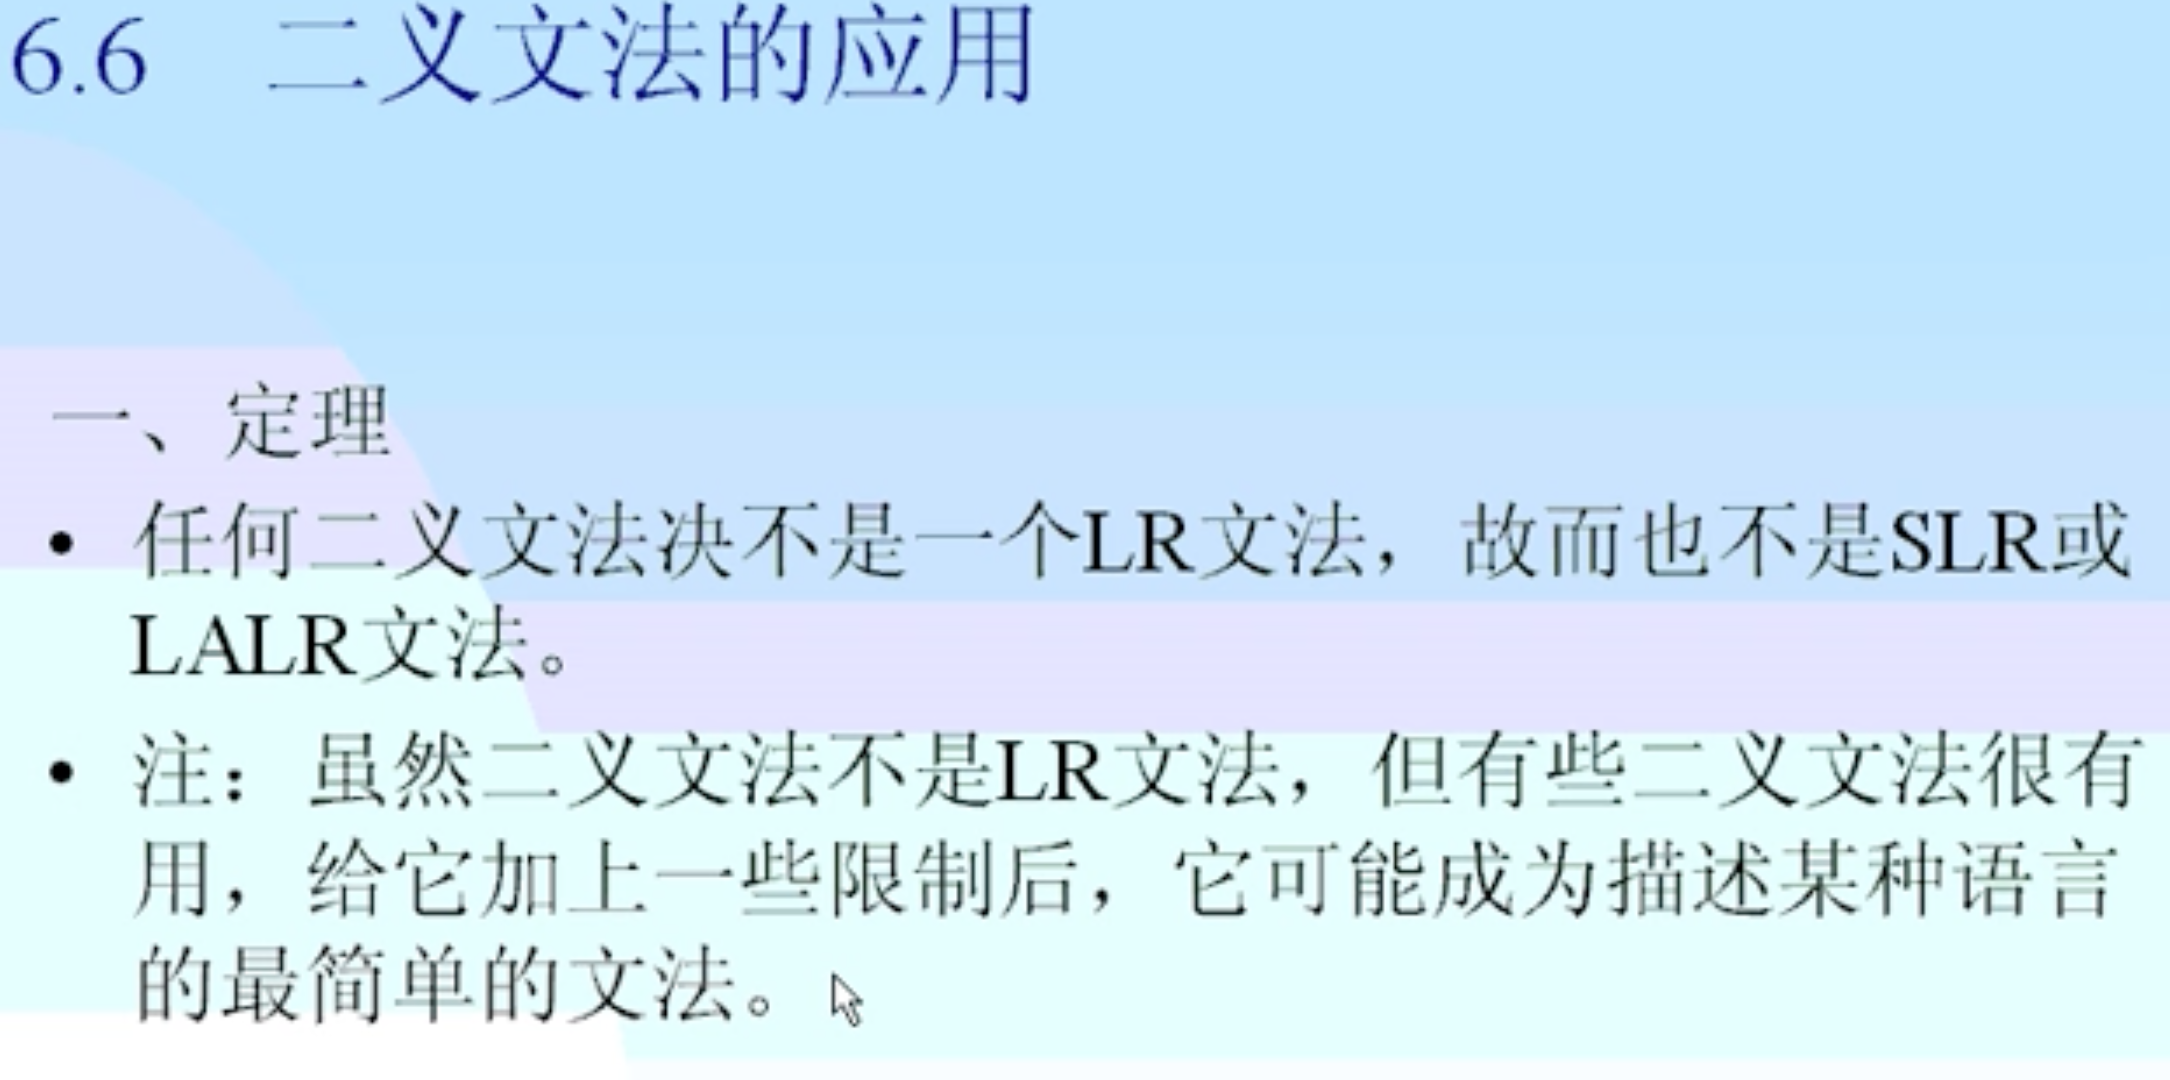 6.6 二义文法的应用
一、定理
• 任何二义文法决不是一个LR文法，故而也不是SLR或
LALR文法。
• 注：虽然二义文法不是LR文法，但有些二义文法很有
用，给它加上一些限制后，它可能成为描述某种语言
的最简单的文法。